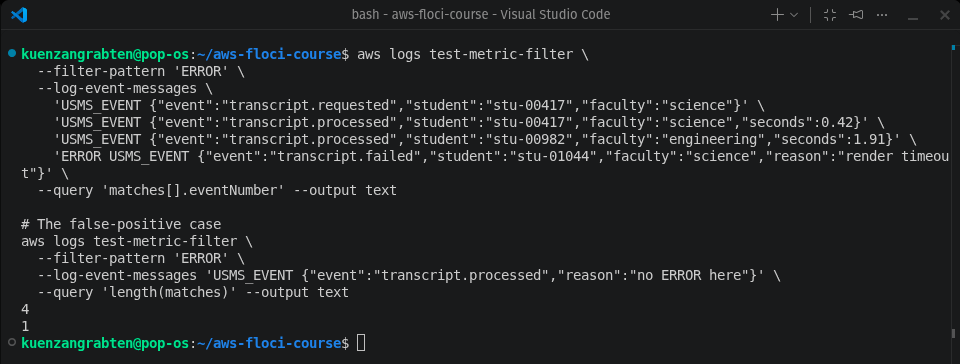 bash - aws-floci-course - Visual Studio Code
kuenzangrabten@pop-os:~/aws-floci-course$ aws logs test-metric-filter \
  --filter-pattern 'ERROR' \
  --log-event-messages \
    'USMS_EVENT {"event":"transcript.requested","student":"stu-00417","faculty":"science"}' \
    'USMS_EVENT {"event":"transcript.processed","student":"stu-00417","faculty":"science","seconds":0.42}' \
    'USMS_EVENT {"event":"transcript.processed","student":"stu-00982","faculty":"engineering","seconds":1.91}' \
    'ERROR USMS_EVENT {"event":"transcript.failed","student":"stu-01044","faculty":"science","reason":"render timeou
t"}' \
  --query 'matches[].eventNumber' --output text
# The false-positive case
aws logs test-metric-filter \
  --filter-pattern 'ERROR' \
  --log-event-messages 'USMS_EVENT {"event":"transcript.processed","reason":"no ERROR here"}' \
  --query 'length(matches)' --output text
4
1
kuenzangrabten@pop-os:~/aws-floci-course$